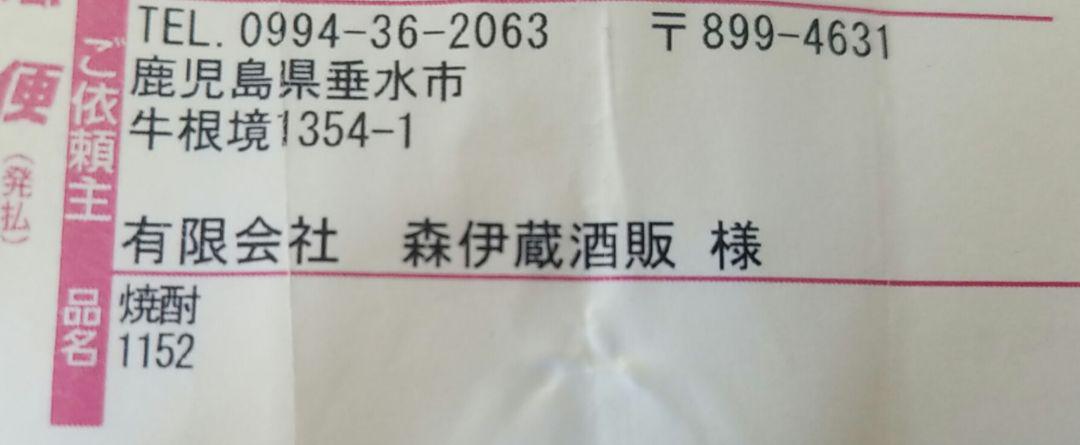 TEL. 0994-36-2063 〒899-4631
鹿児島県垂水市
牛根境1354-1
ご依頼主
便
(発払)
有限会社 森伊蔵酒販 様
品名
焼酎
1152